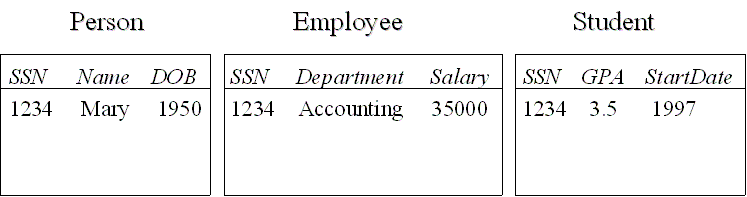 Person Employee Student
SSN Name DOB SSN Department Salary SSN GPA StartDate
1234 Mary 1950 1234 Accounting 35000 1234 3.5 1997